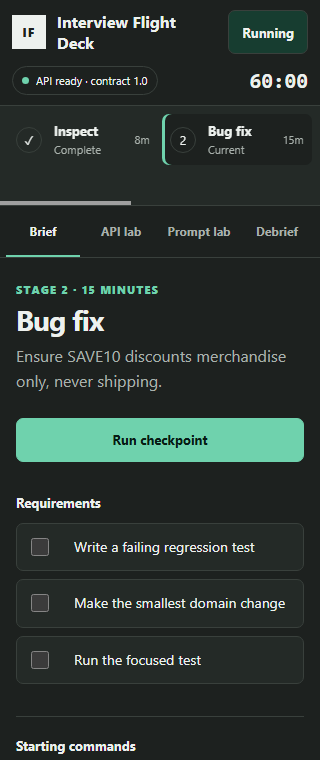 IF
Interview Flight
Deck
Running
API ready · contract 1.0
60:00
✓
Inspect
Complete
8m
2
Bug fix
Current
15m
Brief
API lab
Prompt lab
Debrief
STAGE 2 · 15 MINUTES
Bug fix
Ensure SAVE10 discounts merchandise
only, never shipping.
Run checkpoint
Requirements
Write a failing regression test
Make the smallest domain change
Run the focused test
Starting commands